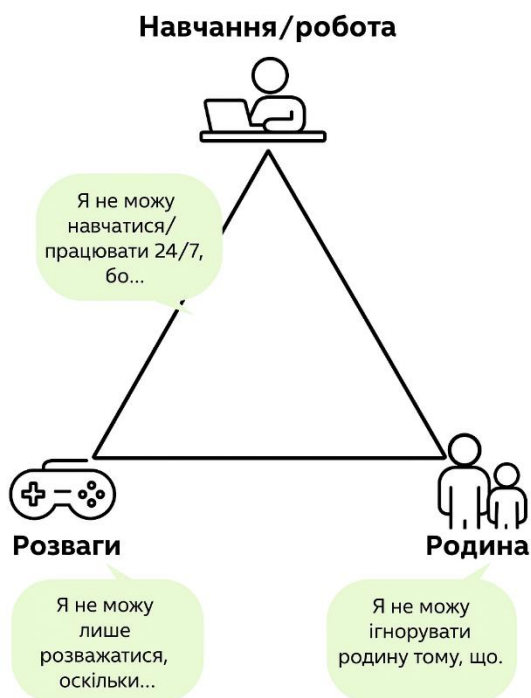 Навчання/робота
Я не можу
навчатися/
працювати 24/7,
бо...
Розваги
Родина
Я не можу
лише
розважатися,
оскільки...
Я не можу
ігнорувати
родину тому, що.